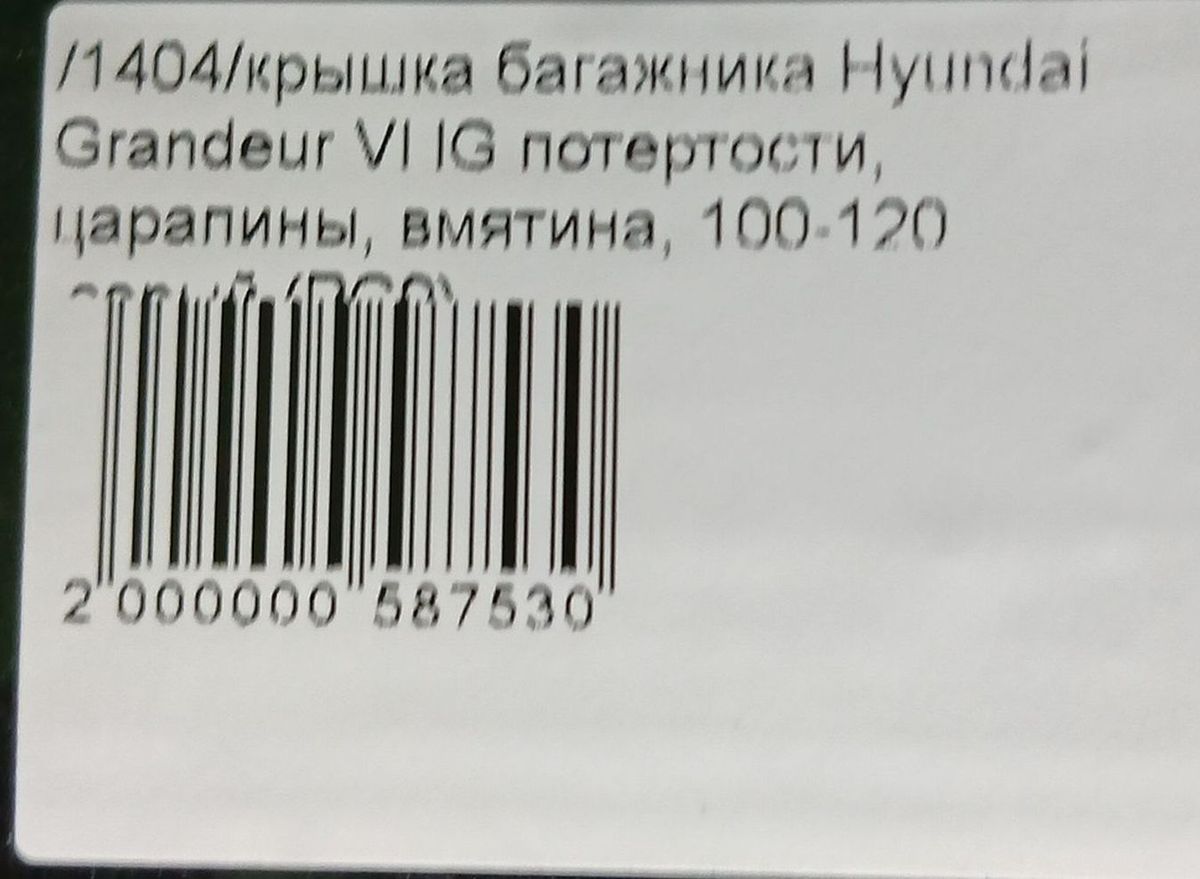 /1404/крышка багажника Hyundai
Grandeur VI IG потертости,
царапины, вмятина, 100-120
2 000000 587530